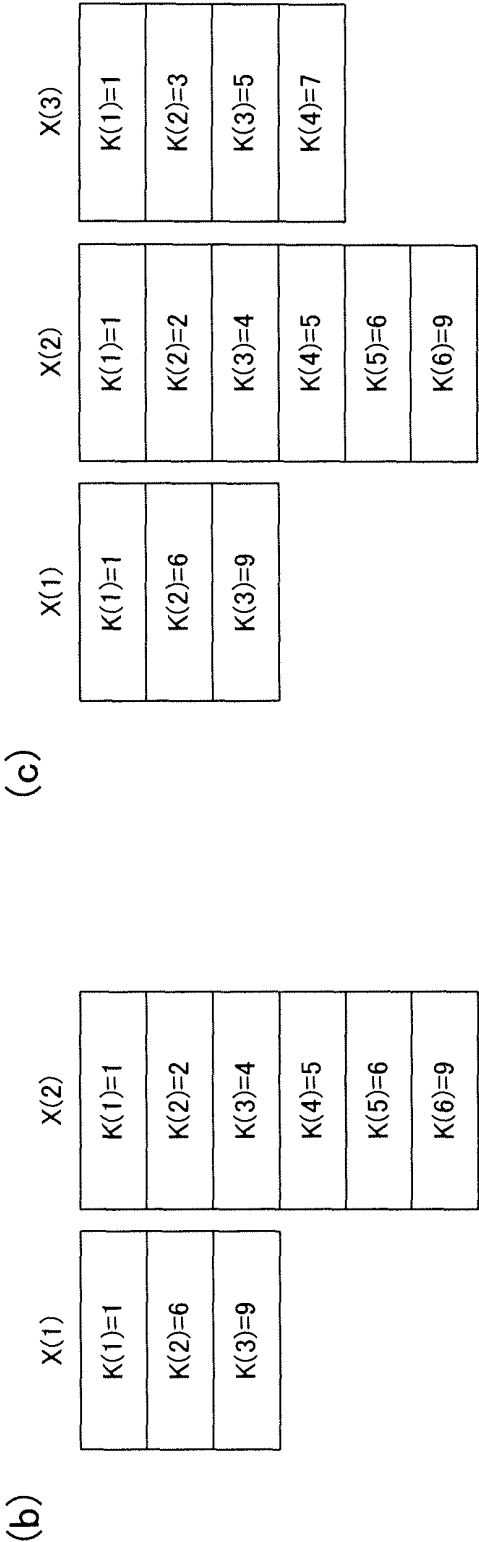 (b)
X(1)
K(1)=1
K(2)=6
K(3)=9
X(2)
K(1)=1
K(2)=2
K(3)=4
K(4)=5
K(5)=6
K(6)=9
(c)
X(1)
K(1)=1
K(2)=6
K(3)=9
X(2)
K(1)=1
K(2)=2
K(3)=4
K(4)=5
K(5)=6
K(6)=9
X(3)
K(1)=1
K(2)=3
K(3)=5
K(4)=7